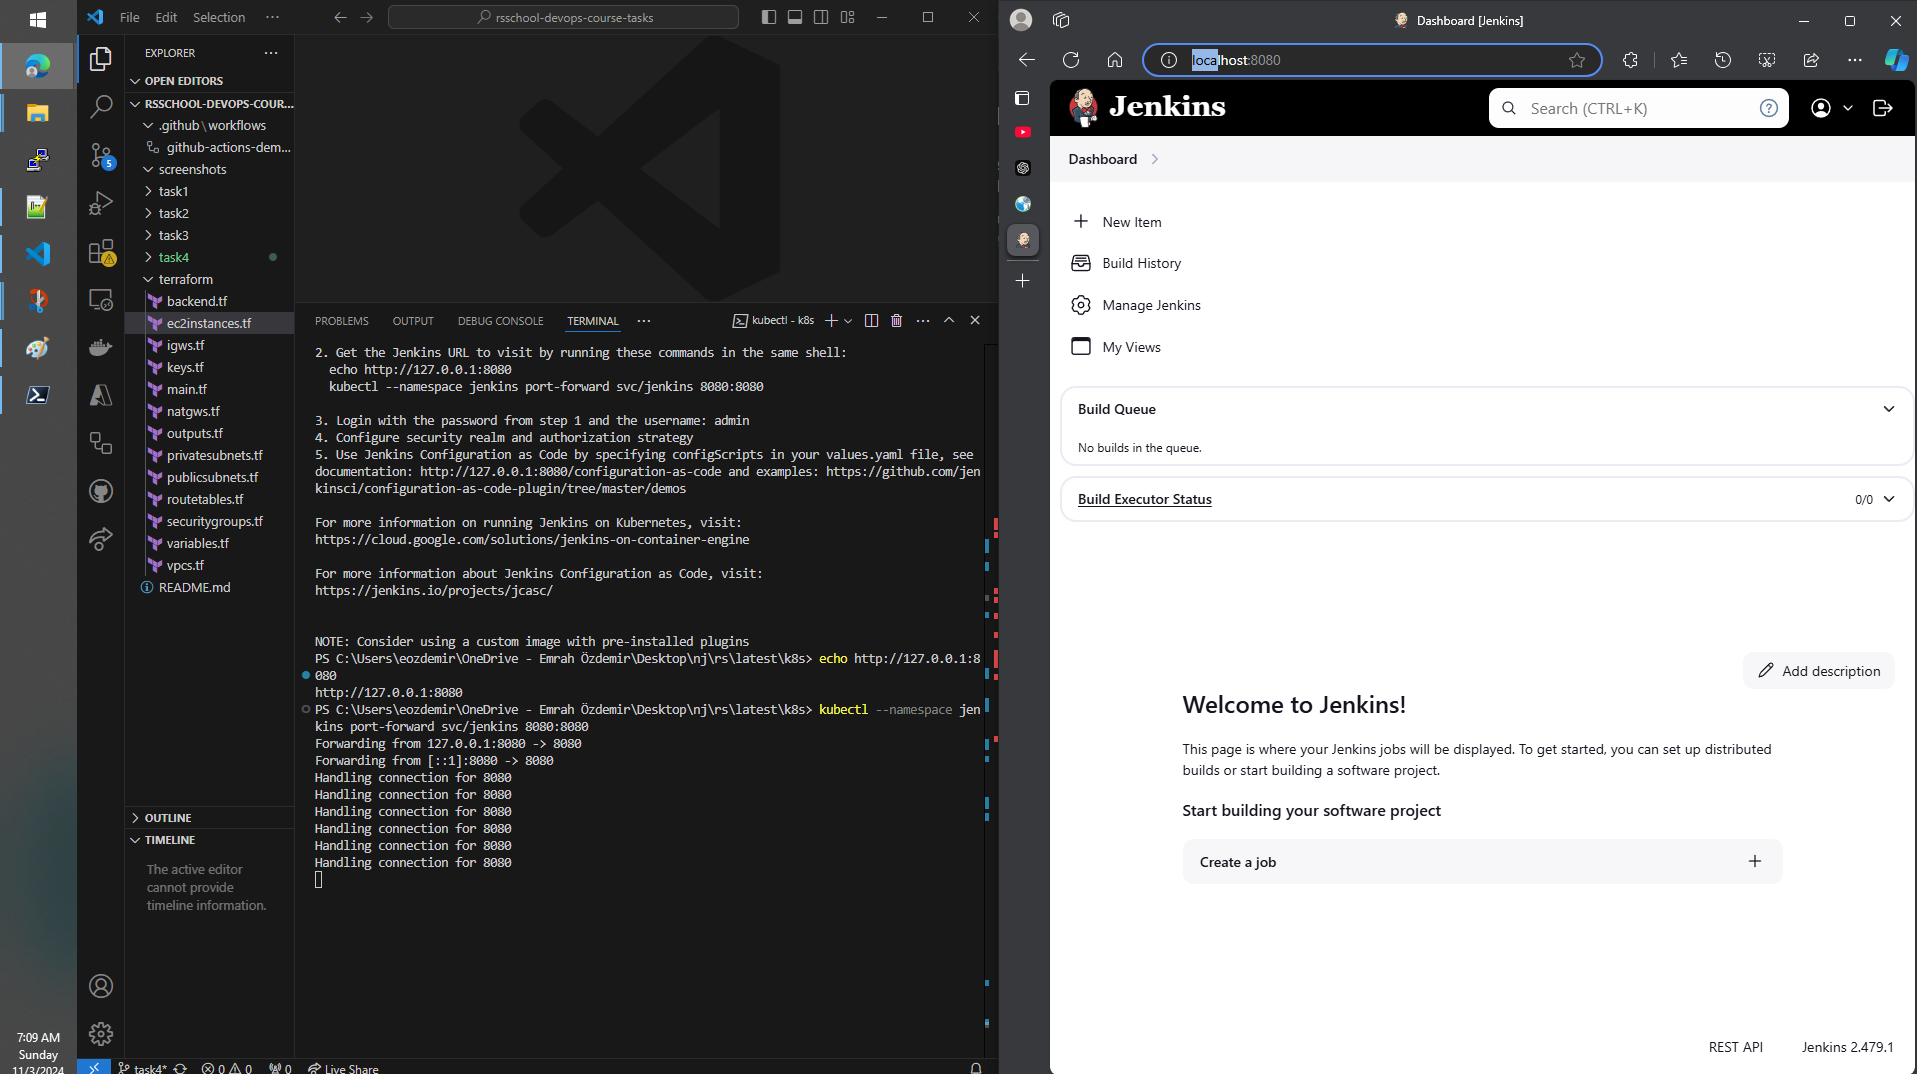 File Edit Selection ···
rsschool-devops-course-tasks
EXPLORER
OPEN EDITORS
RSSCHOOL-DEVOPS-COUR...
.github\workflows
github-actions-dem...
screenshots
task1
task2
task3
task4
terraform
backend.tf
ec2instances.tf
igws.tf
keys.tf
main.tf
natgws.tf
outputs.tf
privatesubnets.tf
publicsubnets.tf
routetables.tf
securitygroups.tf
variables.tf
vpcs.tf
README.md
OUTLINE
TIMELINE
The active editor
cannot provide
timeline information.
5
PROBLEMS OUTPUT DEBUG CONSOLE TERMINAL ··· kubectl - k8s
2. Get the Jenkins URL to visit by running these commands in the same shell:
echo http://127.0.0.1:8080
kubectl --namespace jenkins port-forward svc/jenkins 8080:8080
3. Login with the password from step 1 and the username: admin
4. Configure security realm and authorization strategy
5. Use Jenkins Configuration as Code by specifying configScripts in your values.yaml file, see
documentation: http://127.0.0.1:8080/configuration-as-code and examples: https://github.com/jen
kinsci/configuration-as-code-plugin/tree/master/demos
For more information on running Jenkins on Kubernetes, visit:
https://cloud.google.com/solutions/jenkins-on-container-engine
For more information about Jenkins Configuration as Code, visit:
https://jenkins.io/projects/jcasc/
NOTE: Consider using a custom image with pre-installed plugins
PS C:\Users\eozdemir\OneDrive - Emrah Özdemir\Desktop\nj\rs\latest\k8s> echo http://127.0.0.1:8
080
http://127.0.0.1:8080
PS C:\Users\eozdemir\OneDrive - Emrah Özdemir\Desktop\nj\rs\latest\k8s> kubectl --namespace jen
kins port-forward svc/jenkins 8080:8080
Forwarding from 127.0.0.1:8080 -> 8080
Forwarding from [::1]:8080 -> 8080
Handling connection for 8080
Handling connection for 8080
Handling connection for 8080
Handling connection for 8080
Handling connection for 8080
Handling connection for 8080
task4* 0 0 0 Live Share
7:09 AM
Sunday
11/3/2024
Dashboard [Jenkins]
localhost:8080
Jenkins
Search (CTRL+K)
Dashboard
New Item
Build History
Manage Jenkins
My Views
Build Queue
No builds in the queue.
Build Executor Status 0/0
Add description
Welcome to Jenkins!
This page is where your Jenkins jobs will be displayed. To get started, you can set up distributed
builds or start building a software project.
Start building your software project
Create a job
REST API Jenkins 2.479.1